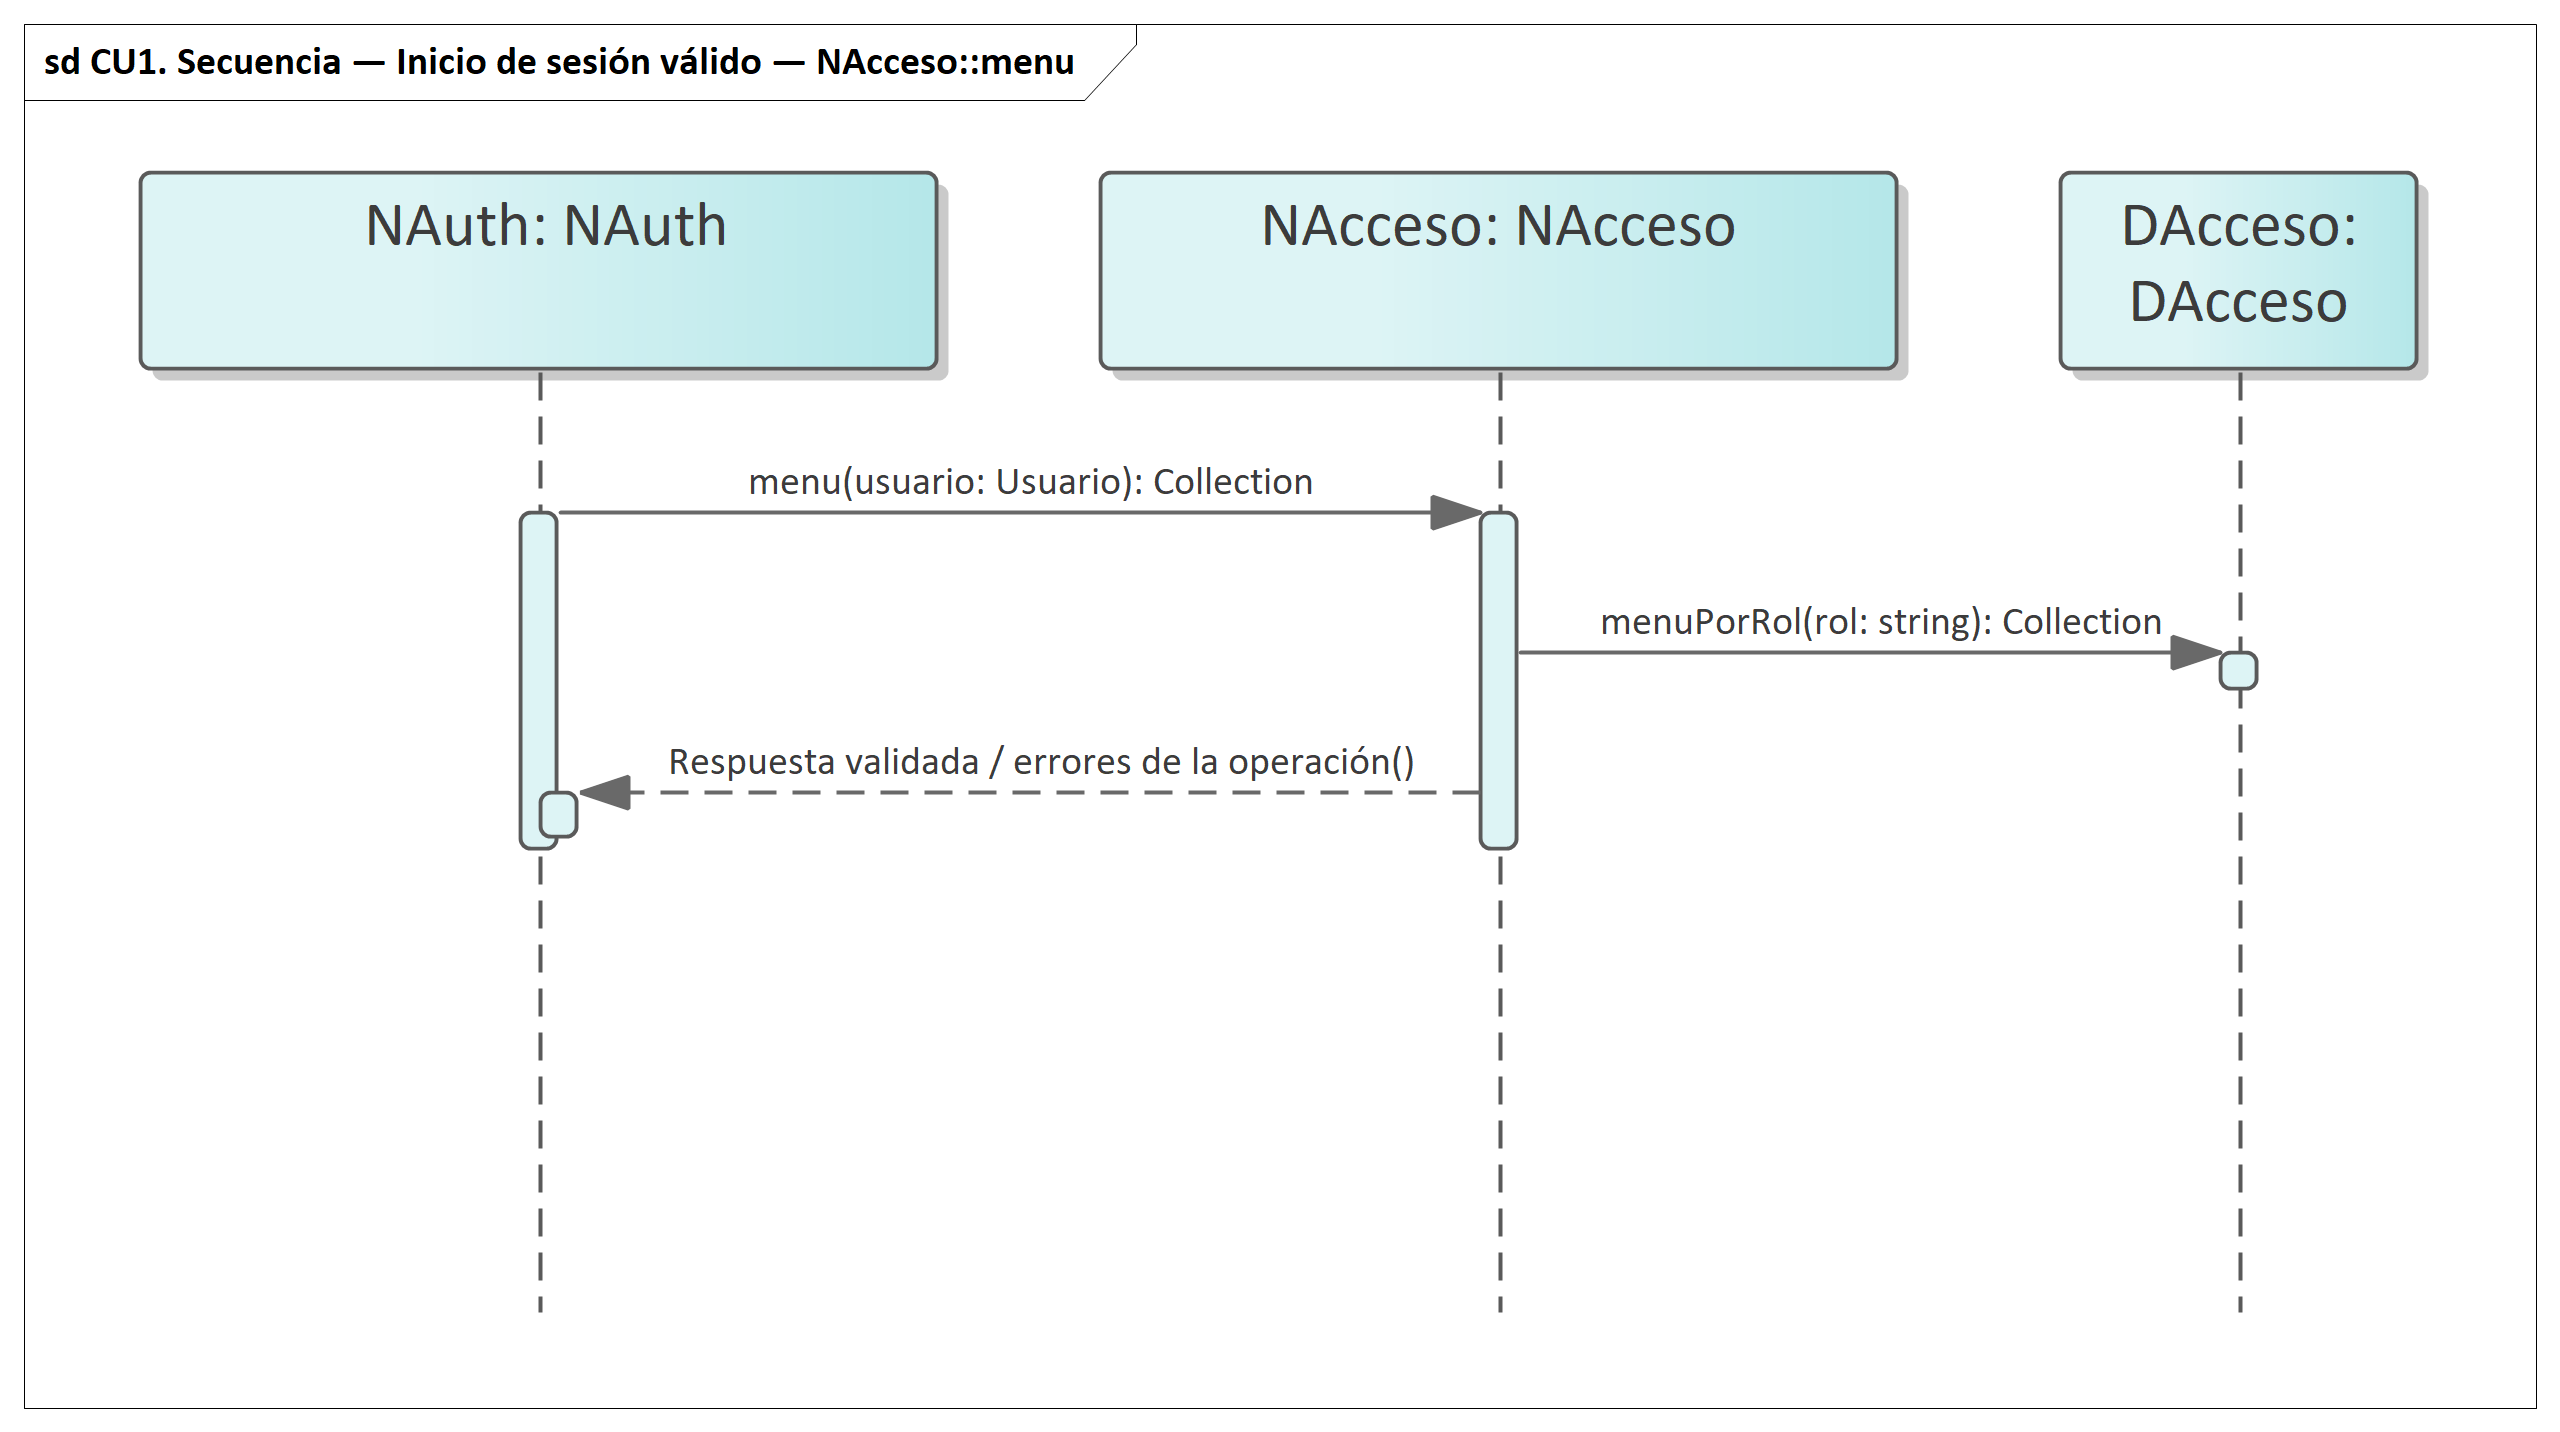 sd CU1. Secuencia — Inicio de sesión válido — NAcceso::menu
NAuth: NAuth
NAcceso: NAcceso
DAcceso:
DAcceso
menu(usuario: Usuario): Collection
menuPorRol(rol: string): Collection
Respuesta validada / errores de la operación()